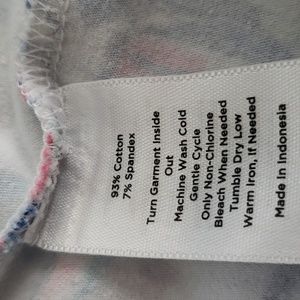 93% Cotton
7% Spandex
Turn Garment Inside
Out
Machine Wash Cold
Gentle Cycle
Only Non-Chlorine
Bleach When Needed
Tumble Dry Low
Warm Iron, If Needed
Made in Indonesia